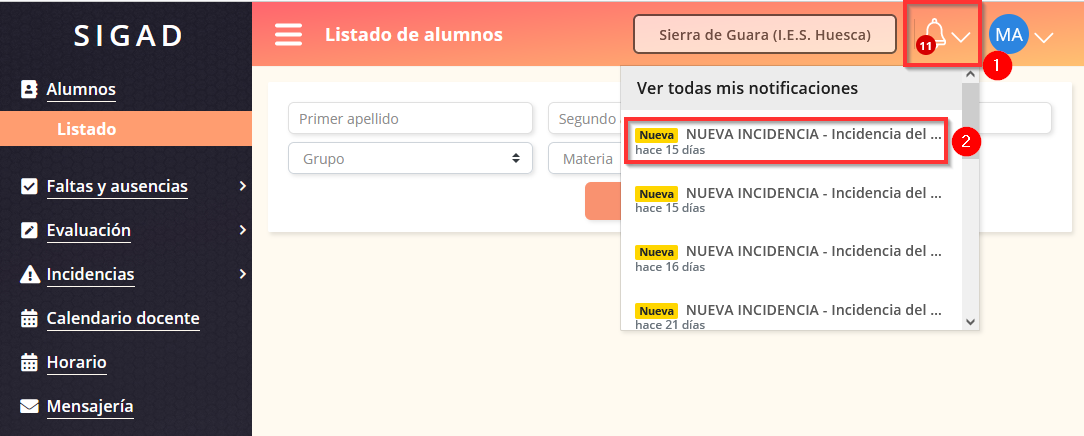 SIGAD
Listado de alumnos
Sierra de Guara (I.E.S. Huesca)
11
MA
1
Alumnos
Listado
Faltas y ausencias
Evaluación
Incidencias
Calendario docente
Horario
Mensajería
Primer apellido
Segundo
Grupo
Materia
Ver todas mis notificaciones
Nueva NUEVA INCIDENCIA - Incidencia del ...
hace 15 días
2
Nueva NUEVA INCIDENCIA - Incidencia del ...
hace 15 días
Nueva NUEVA INCIDENCIA - Incidencia del ...
hace 16 días
Nueva NUEVA INCIDENCIA - Incidencia del ...
hace 21 días